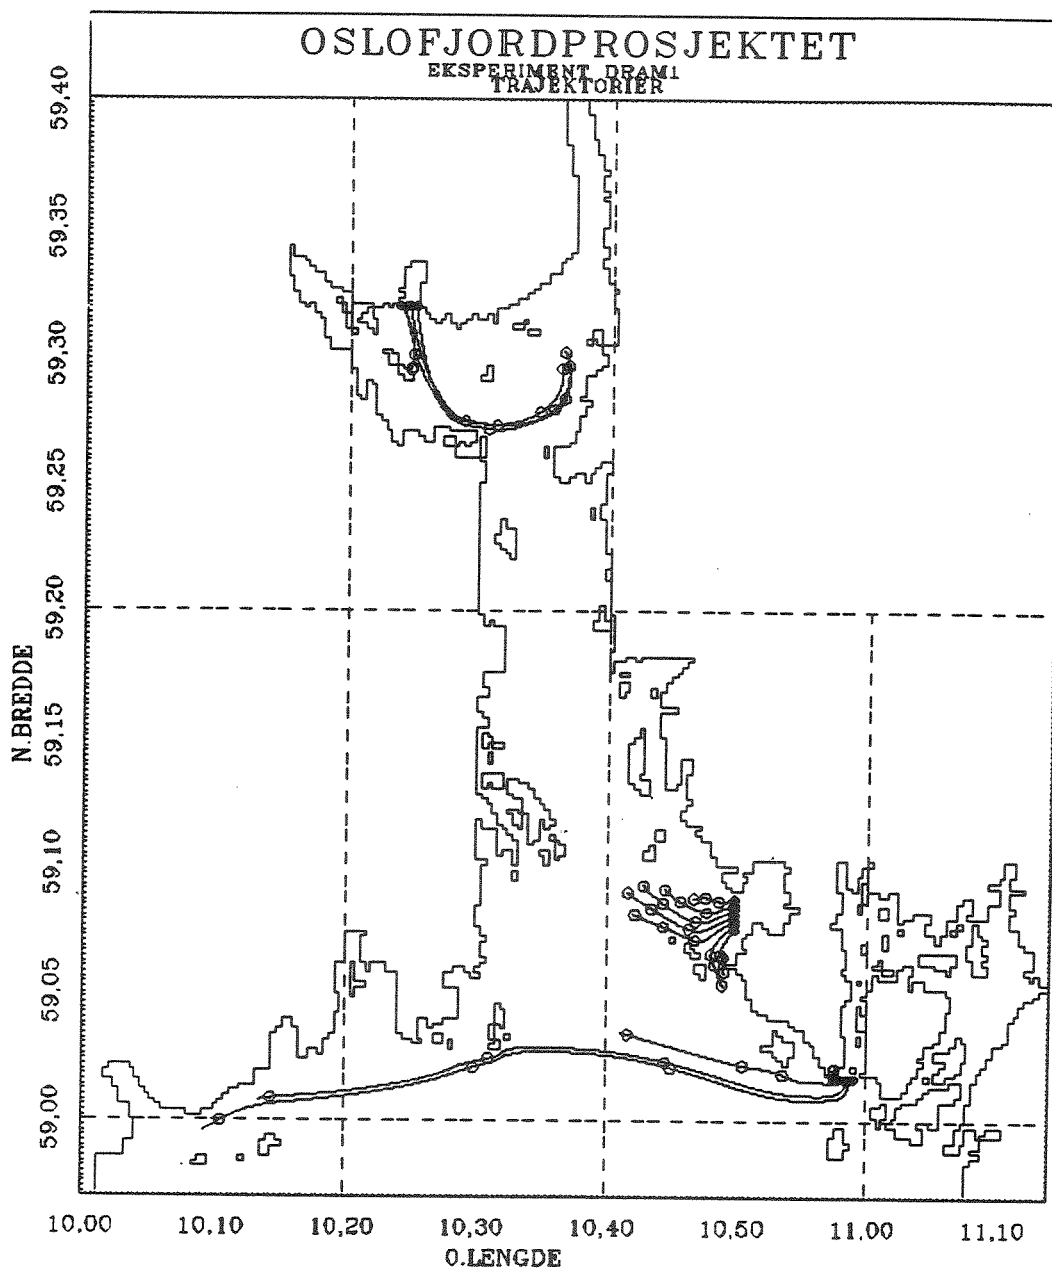 OSLOFJORDPROSJEKTET
EKSPERIMENT DRAM1
TRAJEKTORIER
59,40
59,35
59,30
59,25
59,20
59,15
59,10
59,05
59,00
N.BREDDE
10,00 10,10 10,20 10,30 10,40 10,50 11,00 11,10
O.LENGDE